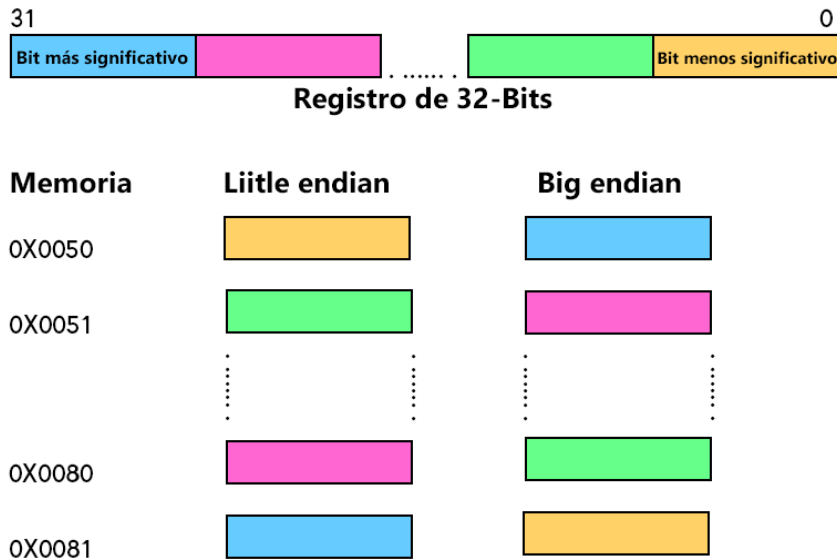 31 0
Bit más significativo Bit menos significativo
Registro de 32-Bits
Memoria Liitle endian Big endian
0X0050
0X0051
0X0080
0X0081